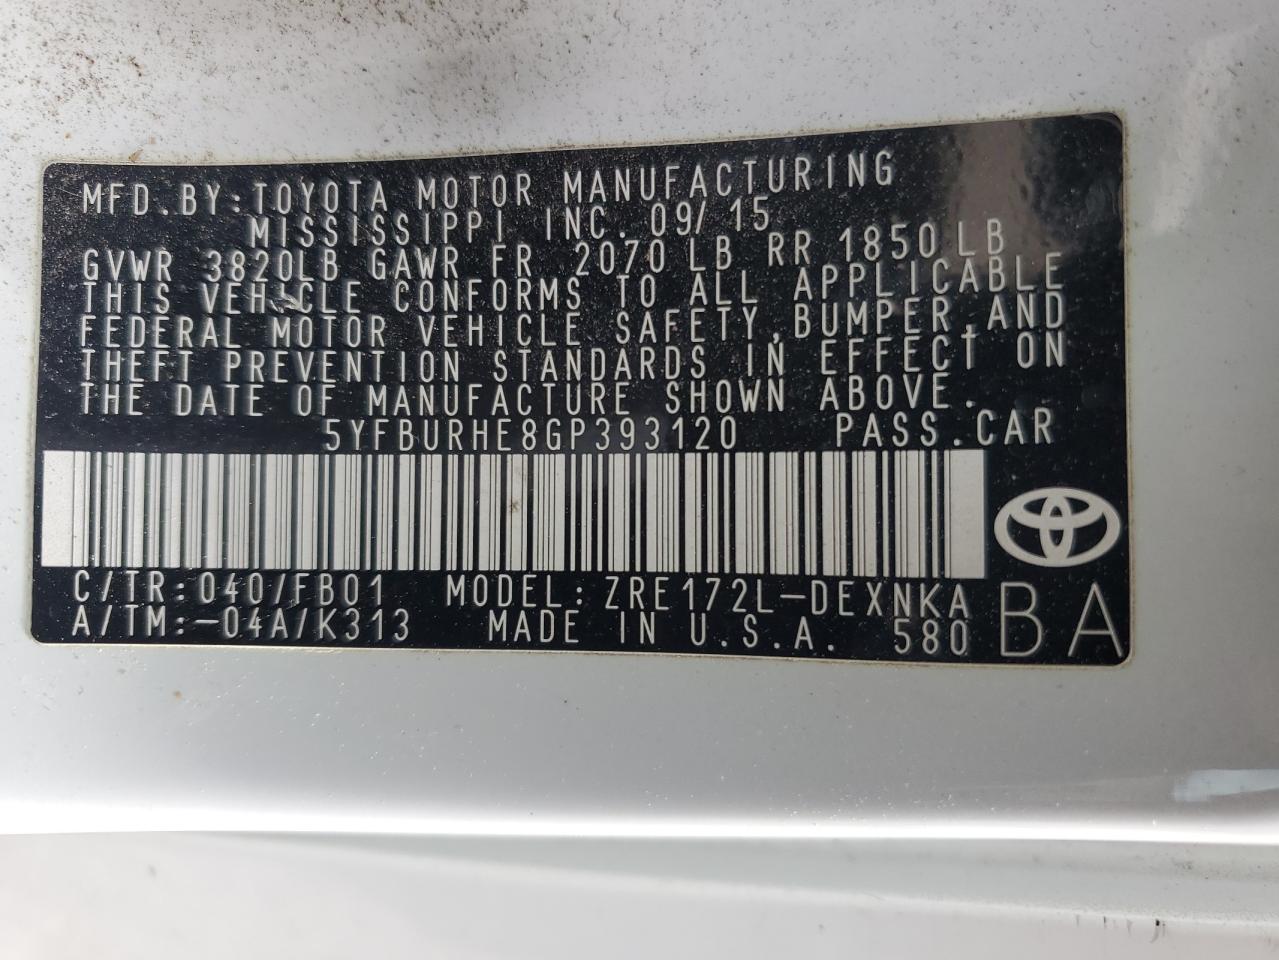 MFD.BY:TOYOTA MOTOR MANUFACTURING
MISSISSIPPI INC. 09/15
GVWR 3820LB GAWR FR 2070LB RR 1850LB
THIS VEHICLE CONFORMS TO ALL APPLICABLE
FEDERAL MOTOR VEHICLE SAFETY,BUMPER,AND
THEFT PREVENTION STANDARDS IN EFFECT ON
THE DATE OF MANUFACTURE SHOWN ABOVE.
5YFBURHE8GP393120 PASS.CAR
C/TR:040/FB01 MODEL:ZRE172L-DEXNKA
A/TM:-04A/K313 MADE IN U.S.A. 580
BA